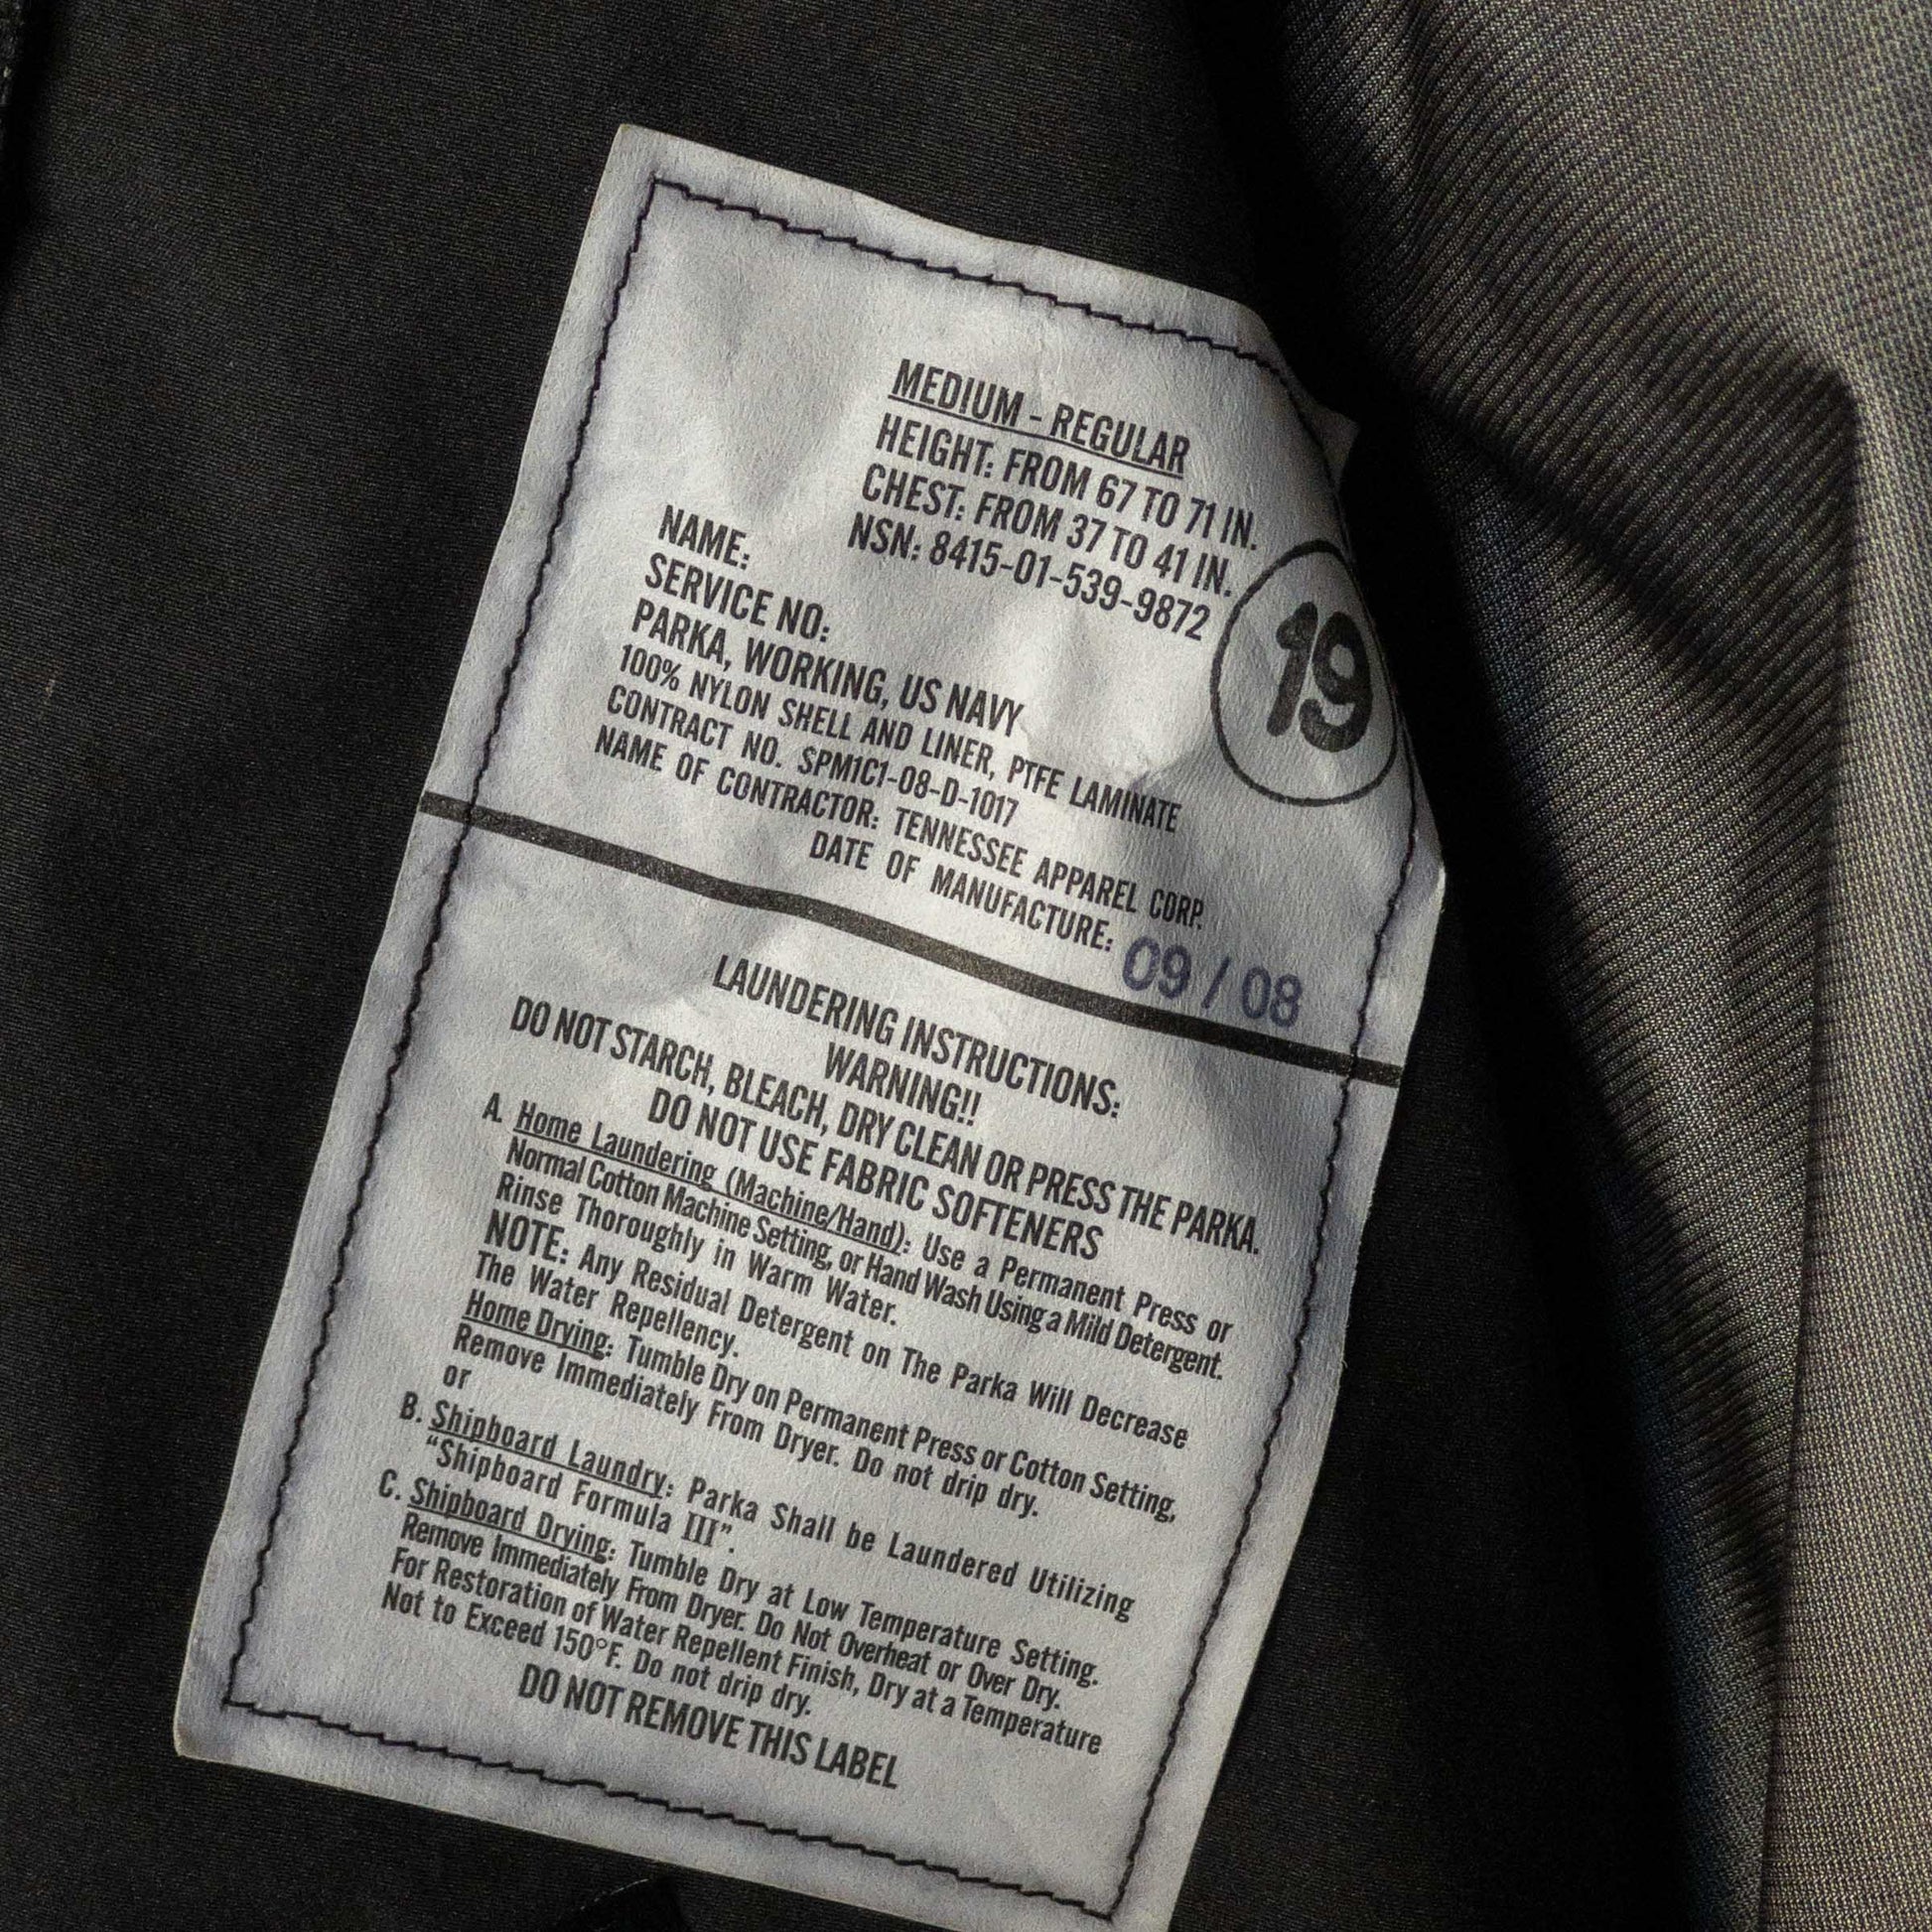 MEDIUM - REGULAR
HEIGHT: FROM 67 TO 71 IN.
CHEST: FROM 37 TO 41 IN.
NSN: 8415-01-539-9872
19
NAME:
SERVICE NO:
PARKA, WORKING, US NAVY
100% NYLON SHELL AND LINER, PTFE LAMINATE
CONTRACT NO. SPM1C1-08-D-1017
NAME OF CONTRACTOR: TENNESSEE APPAREL CORP.
DATE OF MANUFACTURE: 09 / 08
LAUNDERING INSTRUCTIONS:
WARNING!!
DO NOT STARCH, BLEACH, DRY CLEAN OR PRESS THE PARKA.
DO NOT USE FABRIC SOFTENERS
A. Home Laundering (Machine/Hand): Use a Permanent Press or
Normal Cotton Machine Setting, or Hand Wash Using a Mild Detergent.
Rinse Thoroughly in Warm Water.
NOTE: Any Residual Detergent on The Parka Will Decrease
The Water Repellency.
Home Drying: Tumble Dry on Permanent Press or Cotton Setting,
Remove Immediately From Dryer. Do not drip dry.
or
B. Shipboard Laundry: Parka Shall be Laundered Utilizing
"Shipboard Formula III".
C. Shipboard Drying: Tumble Dry at Low Temperature Setting.
Remove Immediately From Dryer. Do Not Overheat or Over Dry.
For Restoration of Water Repellent Finish, Dry at a Temperature
Not to Exceed 150°F. Do not drip dry.
DO NOT REMOVE THIS LABEL